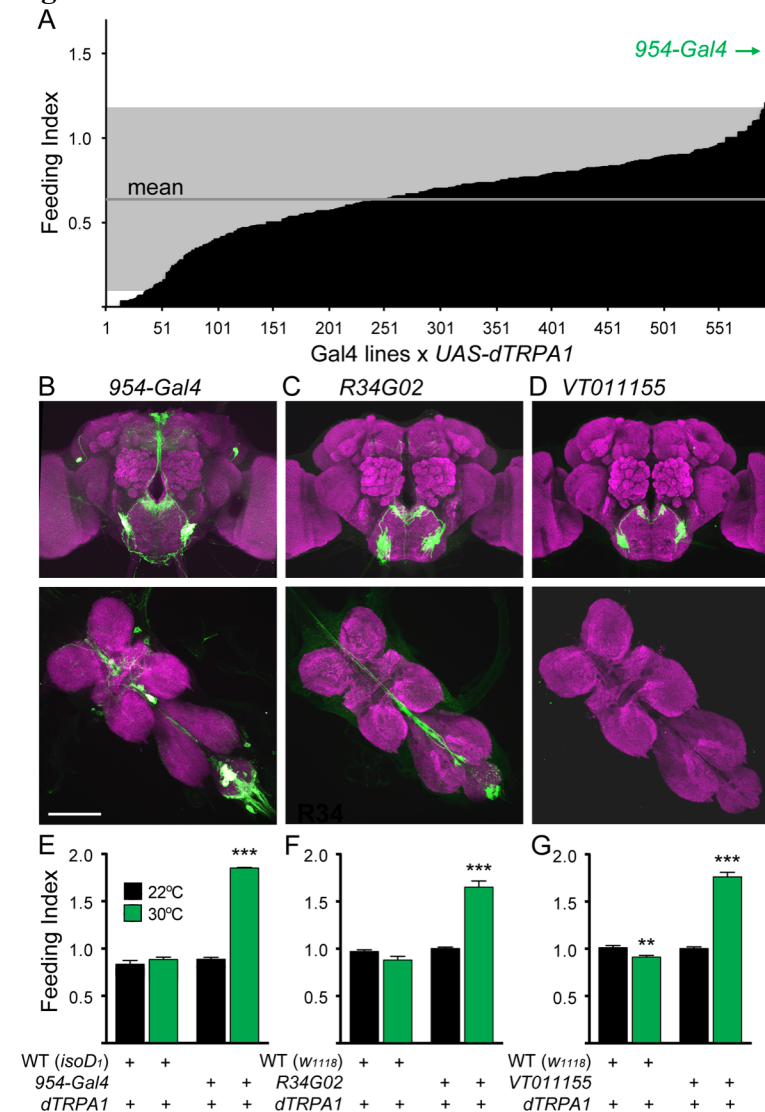 A
1.5
954-Gal4 →
1.0
mean
0.5
Feeding Index
1 51 101 151 201 251 301 351 401 451 501 551
Gal4 lines x UAS-dTRPA1
B 954-Gal4 C R34G02 D VT011155
R34
E F G
2.0 2.0 2.0
*** *** ***
22ºC
30ºC
1.5 1.5 1.5
**
1.0 1.0 1.0
0.5 0.5 0.5
Feeding Index
WT (isoD1) + + WT (w1118) + + WT (w1118) + +
954-Gal4 + + R34G02 + + VT011155 + +
dTRPA1 + + + + dTRPA1 + + + + dTRPA1 + + + +